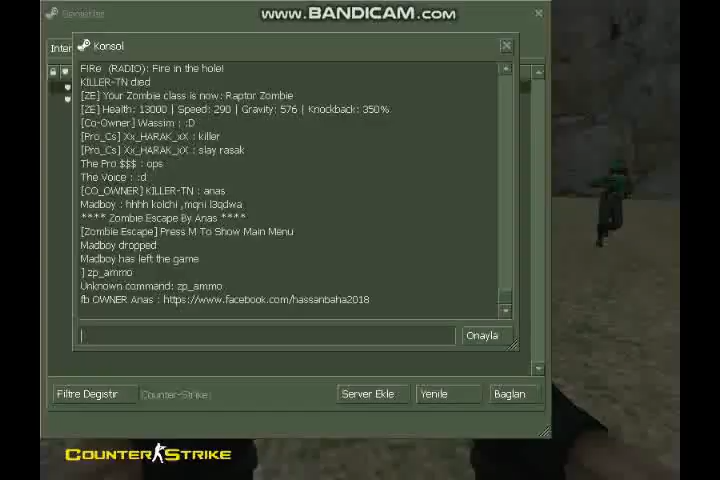 www.BANDICAM.com
Serverler
Inter
Konsol
FIRe (RADIO): Fire in the hole!
KILLER-TN died
[ZE] Your Zombie class is now: Raptor Zombie
[ZE] Health: 13000 | Speed: 290 | Gravity: 576 | Knockback: 350%
[Co-Owner] Wassim : :D
[Pro_Cs] Xx_HARAK_xX : killer
[Pro_Cs] Xx_HARAK_xX : slay rasak
The Pro $$$ : ops
The Voice : :d
[CO_OWNER] KILLER-TN : anas
Madboy : hhhh kolchi ,mqni l3qdwa
**** Zombie Escape By Anas ****
[Zombie Escape] Press M To Show Main Menu
Madboy dropped
Madboy has left the game
] zp_ammo
Unknown command: zp_ammo
fb OWNER Anas : https://www.facebook.com/hassanbaha2018
Onayla
Filtre Degistir
Counter-Strike
Server Ekle
Yenile
Baglan
COUNTER STRIKE